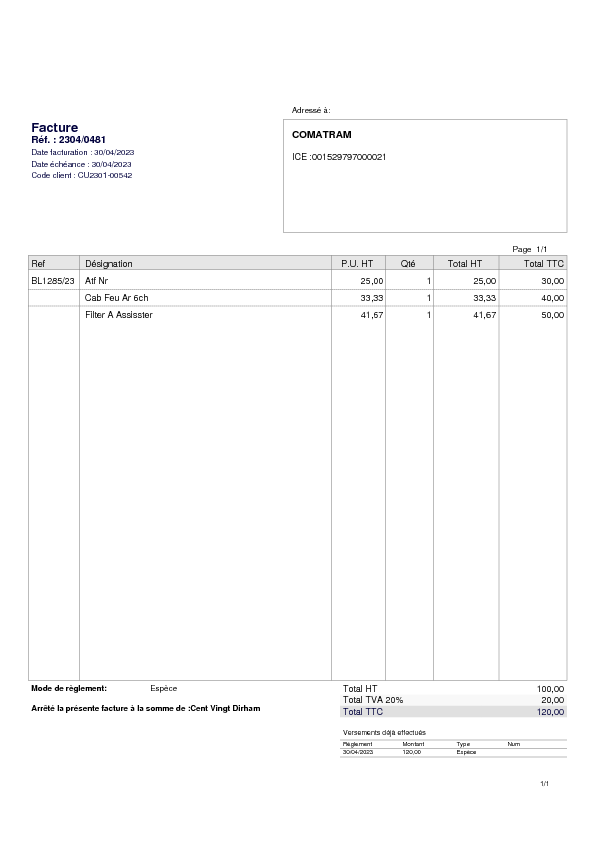 Adressé à:
Facture
Réf. : 2304/0481
Date facturation : 30/04/2023
Date échéance : 30/04/2023
Code client : CU2301-00542
COMATRAM
ICE :001529797000021
Page 1/1
Ref Désignation P.U. HT Qté Total HT Total TTC
BL1285/23 Atf Nr 25,00 1 25,00 30,00
Cab Feu Ar 6ch 33,33 1 33,33 40,00
Filter A Assisster 41,67 1 41,67 50,00
Mode de règlement: Espèce
Arrêté la présente facture à la somme de :Cent Vingt Dirham
Total HT 100,00
Total TVA 20% 20,00
Total TTC 120,00
Versements déjà effectués
Règlement Montant Type Num
30/04/2023 120,00 Espèce
1/1